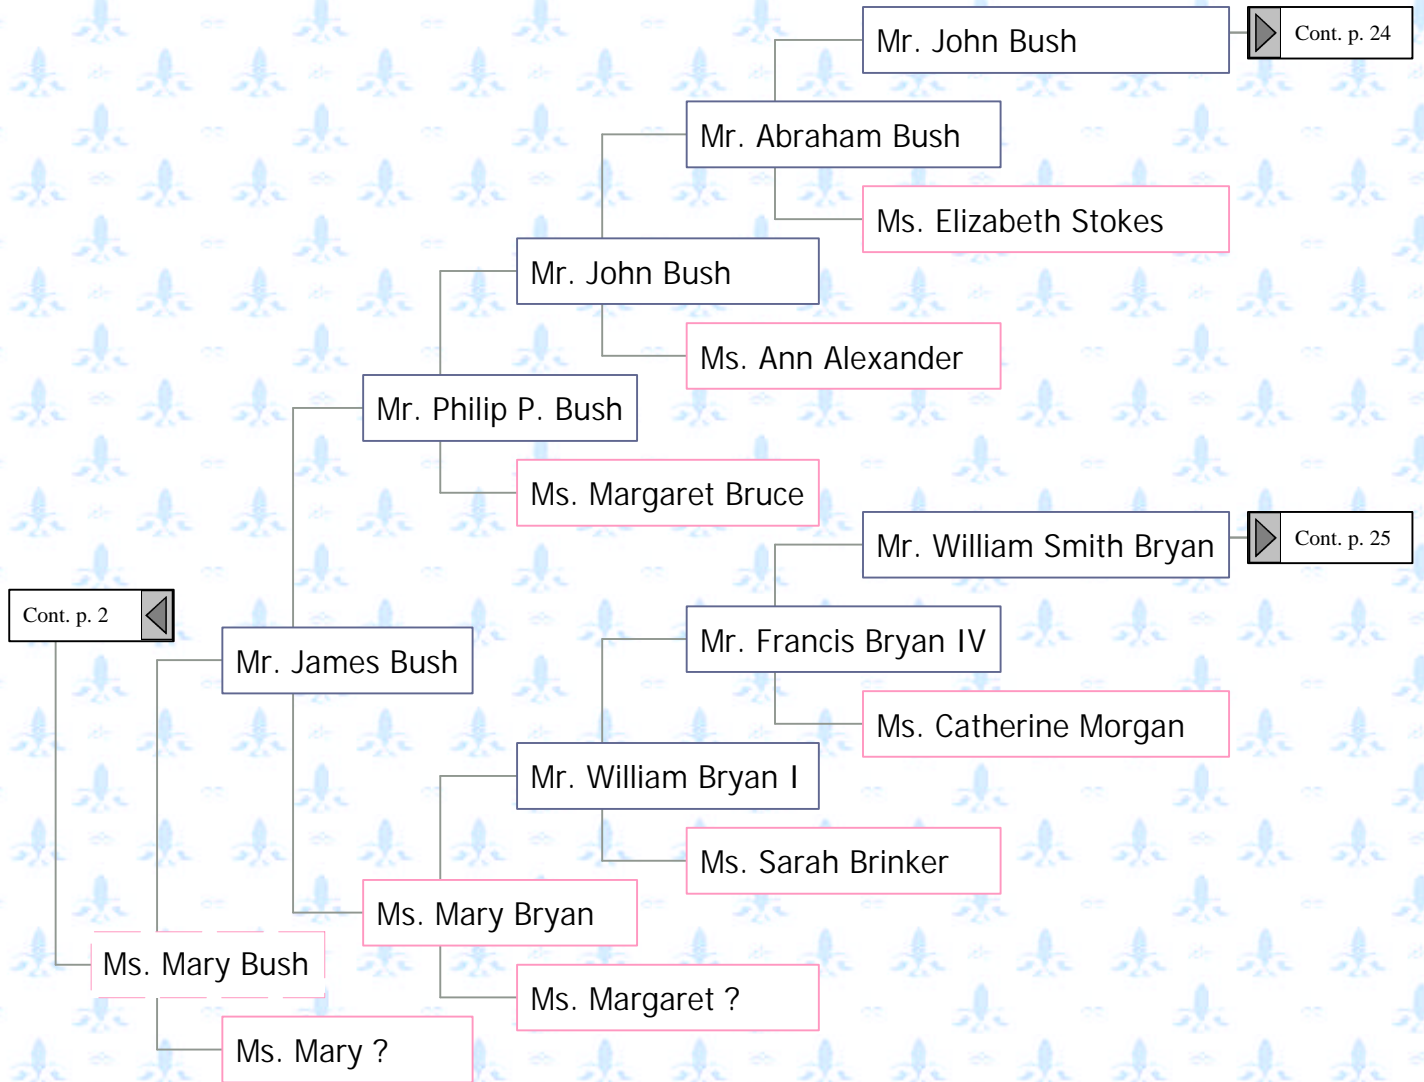 Mr. John Bush
Cont. p. 24
Mr. Abraham Bush
Ms. Elizabeth Stokes
Mr. John Bush
Ms. Ann Alexander
Mr. Philip P. Bush
Ms. Margaret Bruce
Mr. William Smith Bryan
Cont. p. 25
Cont. p. 2
Mr. Francis Bryan IV
Mr. James Bush
Ms. Catherine Morgan
Mr. William Bryan I
Ms. Sarah Brinker
Ms. Mary Bryan
Ms. Mary Bush
Ms. Margaret ?
Ms. Mary ?